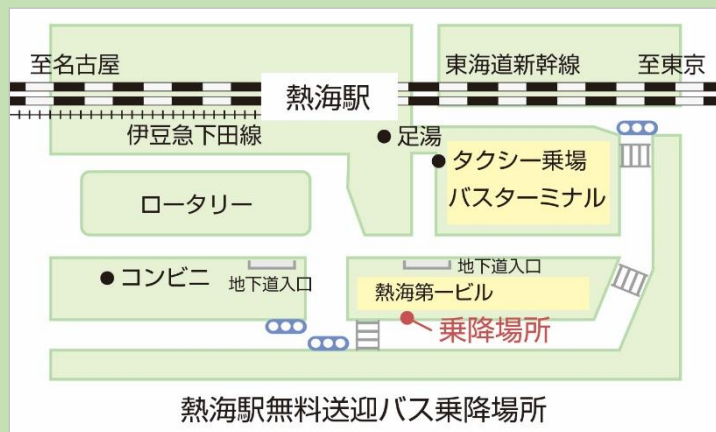 至名古屋
東海道新幹線
至東京
熱海駅
伊豆急下田線
足湯
タクシー乗場
バスターミナル
ロータリー
コンビニ
地下道入口
地下道入口
熱海第一ビル
乗降場所
熱海駅無料送迎バス乗降場所